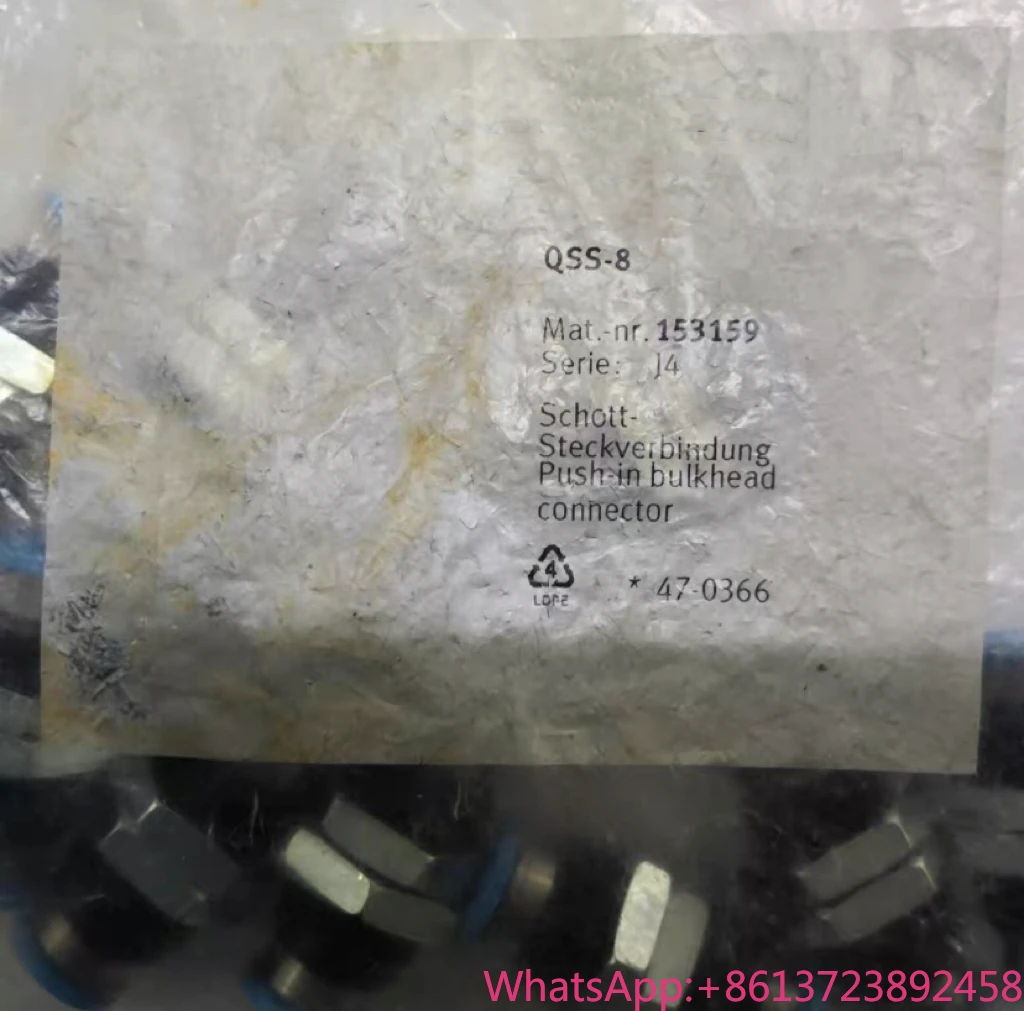 QSS-8
Mat.-nr. 153159
Serie: J4
Schott-
Steckverbindung
Push-in bulkhead
connector
4
LDPE
* 47-0366
WhatsApp:+8613723892458